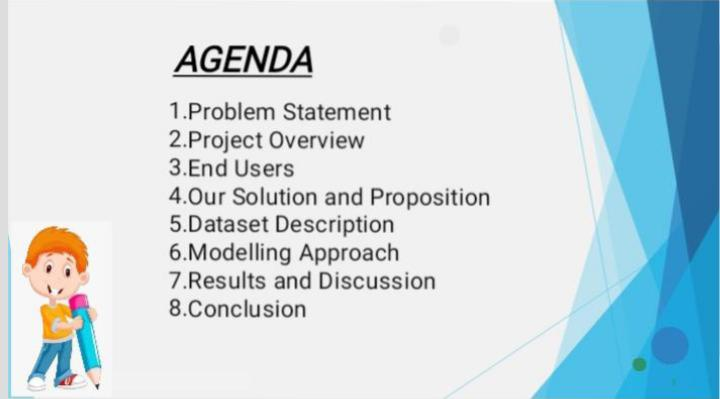 AGENDA
1.Problem Statement
2.Project Overview
3.End Users
4.Our Solution and Proposition
5.Dataset Description
6.Modelling Approach
7.Results and Discussion
8.Conclusion